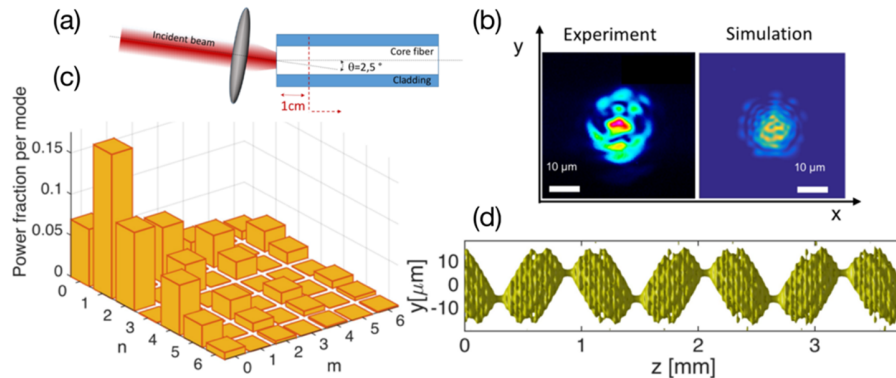 (a)
Incident beam
Core fiber
θ=2,5 °
Cladding
1cm
(b)
y
Experiment
Simulation
10 µm
10 µm
x
(c)
Power fraction per mode
0.15
0.1
0.05
0
0
1
2
3
4
5
6
n
0
1
2
3
4
5
6
m
(d)
y[µm]
10
0
-10
0
1
2
3
z [mm]